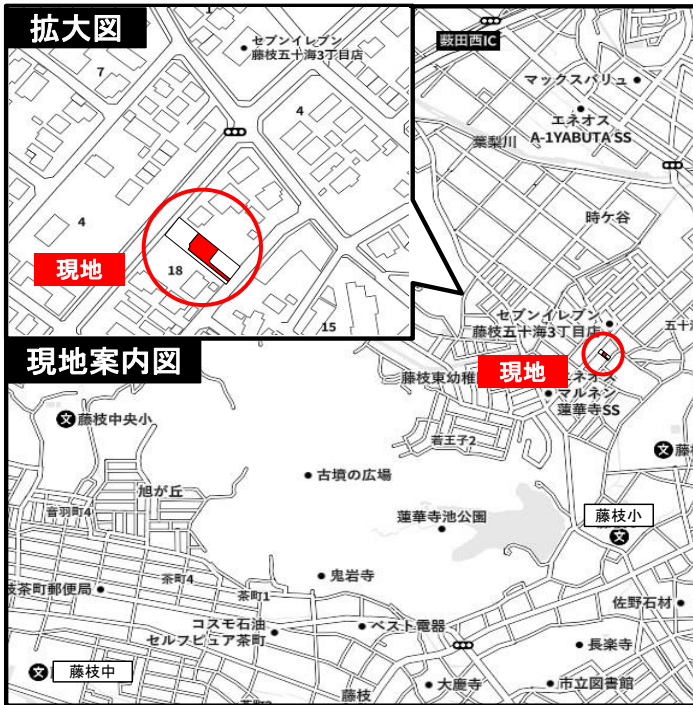 拡大図
1
セブンイレブン
藤枝五十海3丁目店
7
4
4
現地
18
15
藪田西IC
マックスバリュ
エネオス
A-1YABUTA SS
葉梨川
時ケ谷
セブンイレブン
藤枝五十海3丁目店
五十海
現地案内図
現地
藤枝東幼稚
エネオス
マルネン
蓮華寺SS
若王子2
文 藤枝中央小
文 藤
旭が丘
古墳の広場
音羽町4
蓮華寺池公園
藤枝小
文
茶町4
鬼岩寺
枝茶町郵便局
茶町1
佐野石材
コスモ石油
セルフピュア茶町
ベスト電器
長楽寺
文 藤枝中
藤枝
大慶寺
市立図書館